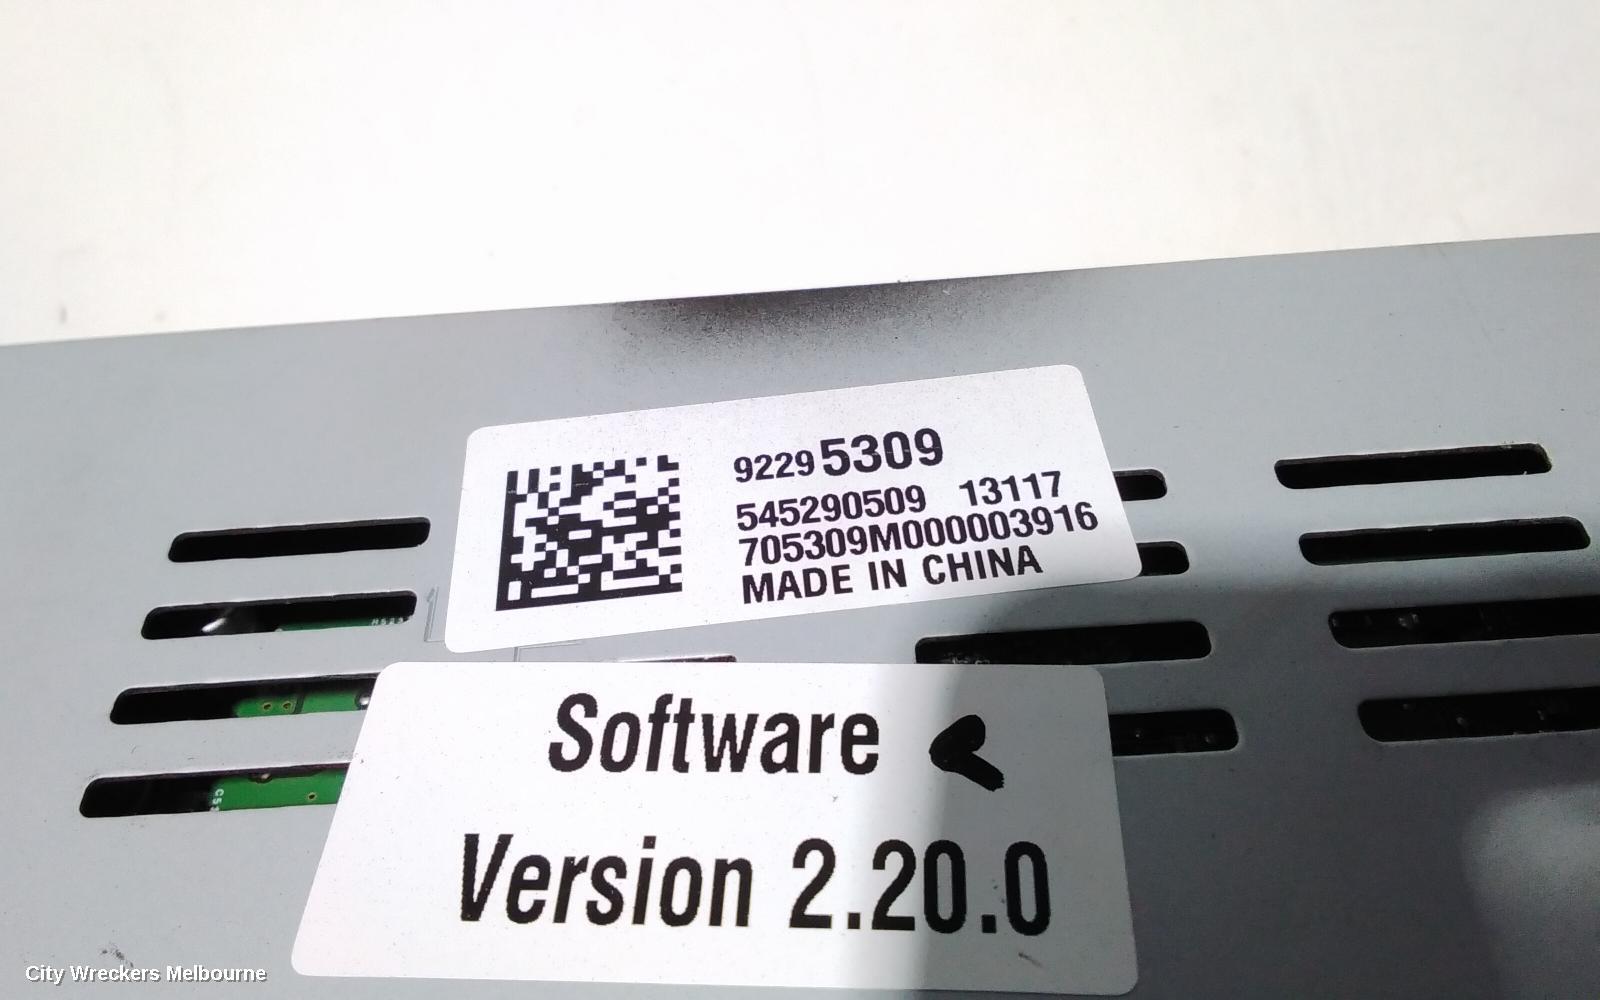 92295309
545290509 13117
705309M000003916
MADE IN CHINA
Software
Version 2.20.0
City Wreckers Melbourne